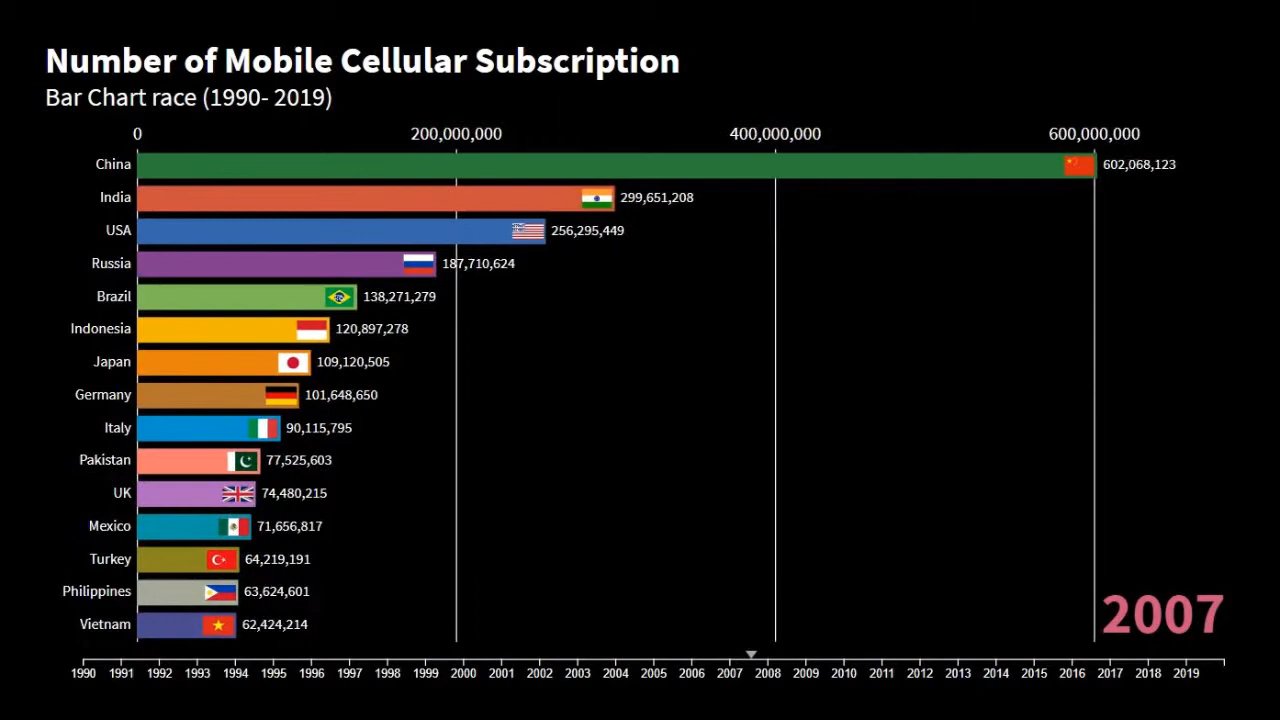 Number of Mobile Cellular Subscription
Bar Chart race (1990- 2019)
0 200,000,000 400,000,000 600,000,000
China 602,068,123
India 299,651,208
USA 256,295,449
Russia 187,710,624
Brazil 138,271,279
Indonesia 120,897,278
Japan 109,120,505
Germany 101,648,650
Italy 90,115,795
Pakistan 77,525,603
UK 74,480,215
Mexico 71,656,817
Turkey 64,219,191
Philippines 63,624,601
Vietnam 62,424,214
2007
1990 1991 1992 1993 1994 1995 1996 1997 1998 1999 2000 2001 2002 2003 2004 2005 2006 2007 2008 2009 2010 2011 2012 2013 2014 2015 2016 2017 2018 2019